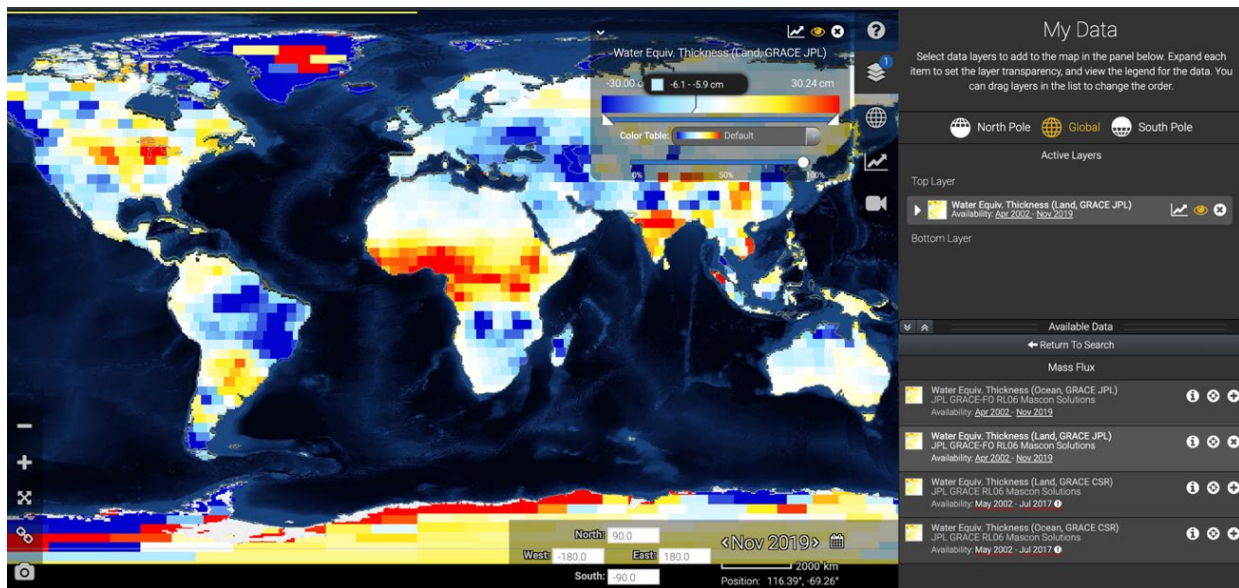 Water Equiv. Thickness (Land, GRACE JPL)
-30.00 c
-6.1 - -5.9 cm
30.24 cm
Color Table:
Default
0%
50%
100%
?
1
North: 90.0
West: -180.0 East: 180.0
South: -90.0
<Nov 2019>
2000 km
Position: 116.39°, -69.26°
My Data
Select data layers to add to the map in the panel below. Expand each
item to set the layer transparency, and view the legend for the data. You
can drag layers in the list to change the order.
North Pole Global South Pole
Active Layers
Top Layer
Water Equiv. Thickness (Land, GRACE JPL)
Availability: Apr 2002 - Nov 2019
Bottom Layer
Available Data
Return To Search
Mass Flux
Water Equiv. Thickness (Ocean, GRACE JPL)
JPL GRACE-FO RL06 Mascon Solutions
Availability: Apr 2002 - Nov 2019
Water Equiv. Thickness (Land, GRACE JPL)
JPL GRACE-FO RL06 Mascon Solutions
Availability: Apr 2002 - Nov 2019
Water Equiv. Thickness (Land, GRACE CSR)
JPL GRACE RL06 Mascon Solutions
Availability: May 2002 - Jul 2017
Water Equiv. Thickness (Ocean, GRACE CSR)
JPL GRACE RL06 Mascon Solutions
Availability: May 2002 - Jul 2017